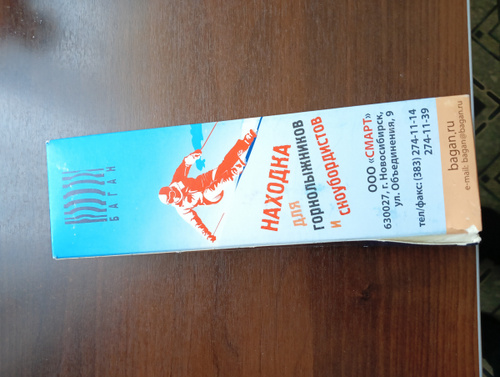 БАГАН
НАХОДКА
для
ГОРНОЛЫЖНИКОВ
и СНОУБОРДИСТОВ
ООО «СМАРТ»
630027, г. Новосибирск,
ул. Объединения, 9
тел/факс:(383) 274-11-14
274-11-39
bagan.ru
e-mail: bagan@bagan.ru